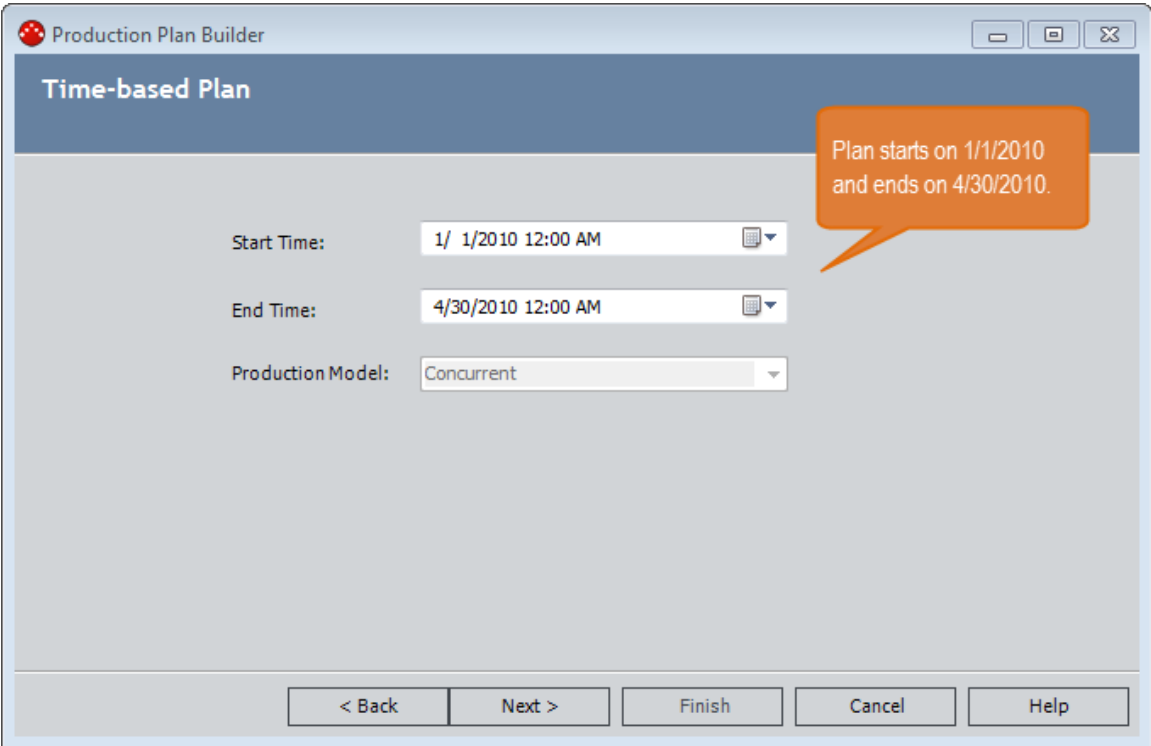 Production Plan Builder
Time-based Plan
Plan starts on 1/1/2010
and ends on 4/30/2010.
Start Time:
1/ 1/2010 12:00 AM
End Time:
4/30/2010 12:00 AM
Production Model:
Concurrent
< Back
Next >
Finish
Cancel
Help